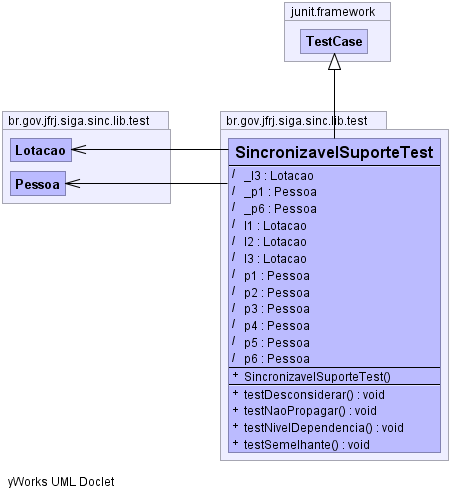 junit.framework
TestCase
br.gov.jfrj.siga.sinc.lib.test
Lotacao
Pessoa
br.gov.jfrj.siga.sinc.lib.test
SincronizavelSuporteTest
/ _l3 : Lotacao
/ _p1 : Pessoa
/ _p6 : Pessoa
/ l1 : Lotacao
/ l2 : Lotacao
/ l3 : Lotacao
/ p1 : Pessoa
/ p2 : Pessoa
/ p3 : Pessoa
/ p4 : Pessoa
/ p5 : Pessoa
/ p6 : Pessoa
+ SincronizavelSuporteTest()
+ testDesconsiderar() : void
+ testNaoPropagar() : void
+ testNivelDependencia() : void
+ testSemelhante() : void
yWorks UML Doclet